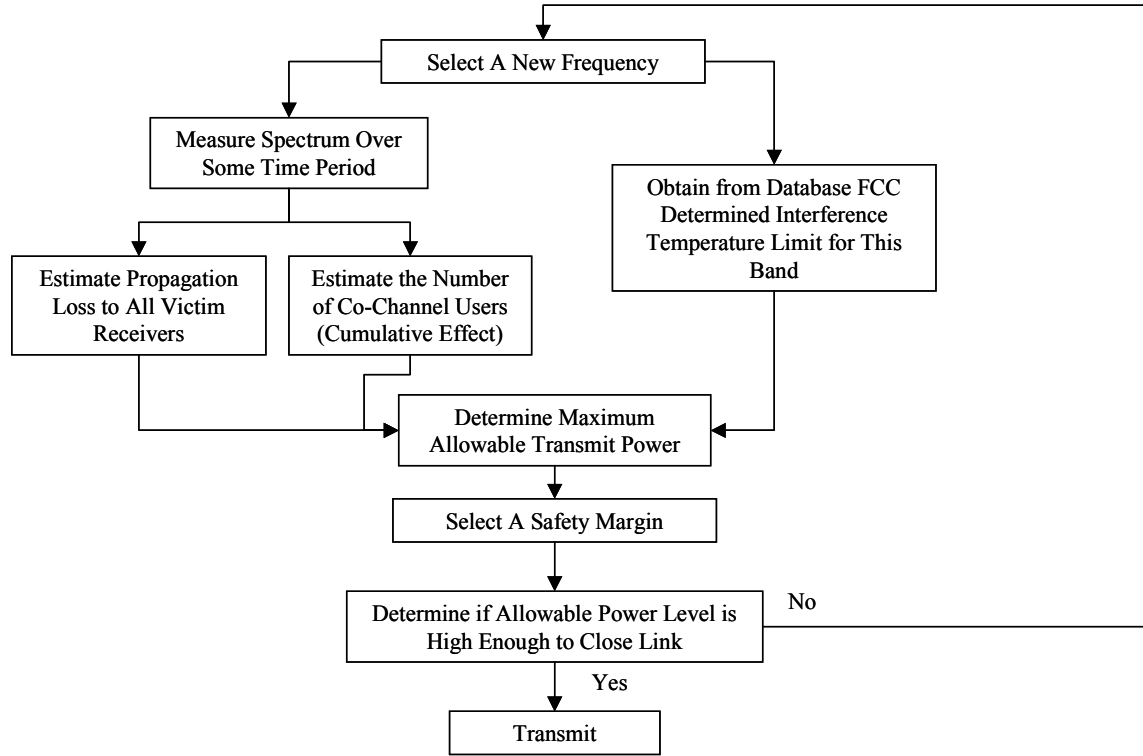 Select A New Frequency
Measure Spectrum Over
Some Time Period
Obtain from Database FCC
Determined Interference
Temperature Limit for This
Band
Estimate Propagation
Loss to All Victim
Receivers
Estimate the Number
of Co-Channel Users
(Cumulative Effect)
Determine Maximum
Allowable Transmit Power
Select A Safety Margin
Determine if Allowable Power Level is
High Enough to Close Link
No
Yes
Transmit